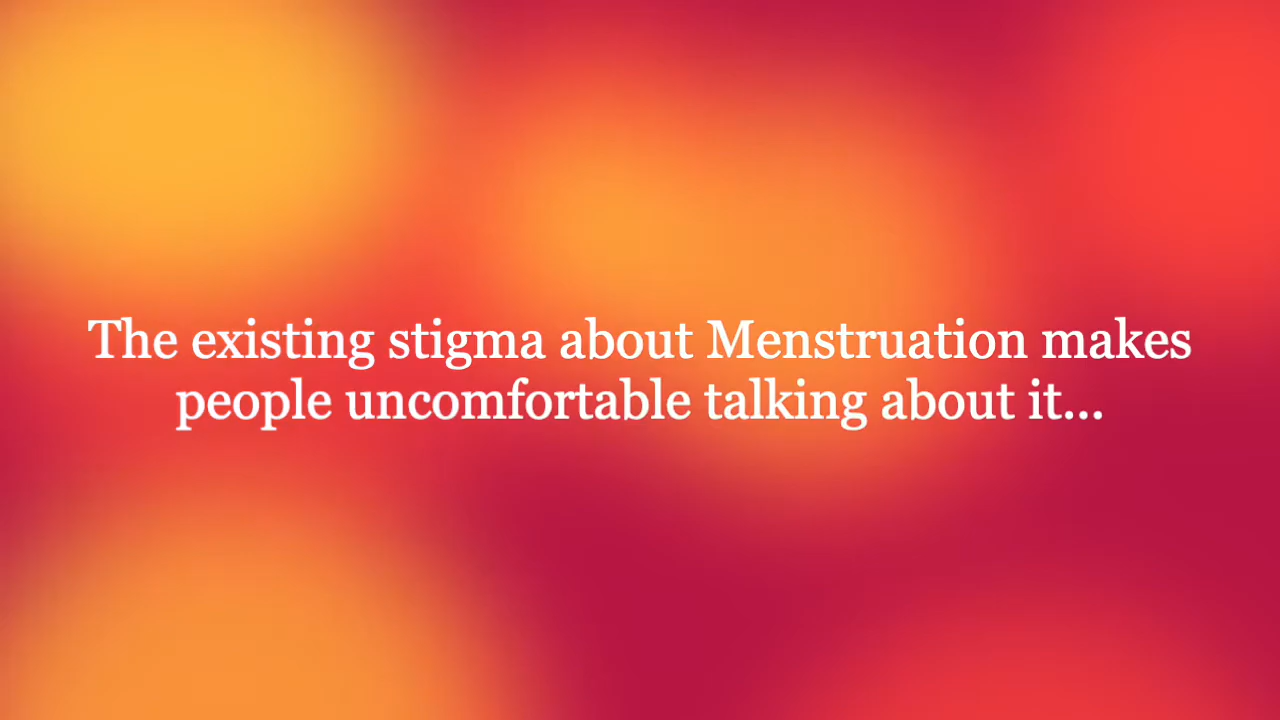 The existing stigma about Menstruation makes
people uncomfortable talking about it...